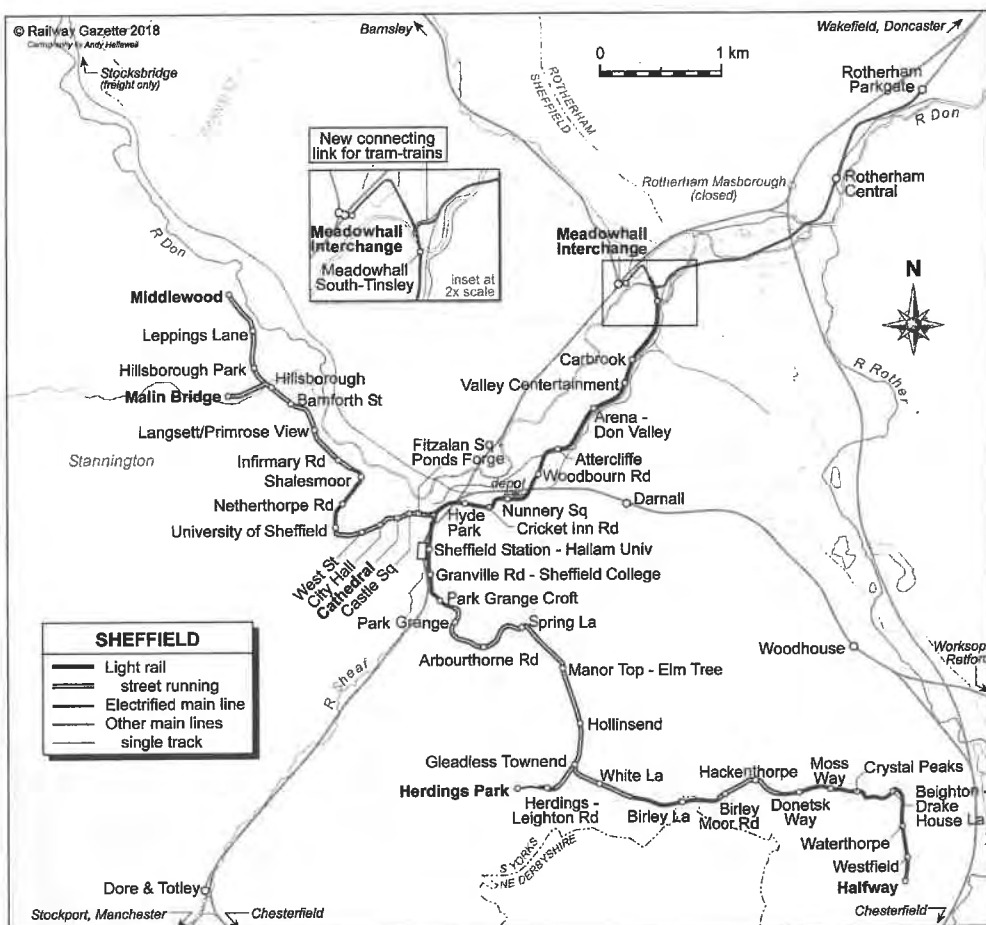 © Railway Gazette 2018
Cartography by Andy Hellawell
Barnsley
Wakefield, Doncaster
0 1 km
Stocksbridge
(freight only)
ROTHERHAM
SHEFFIELD
Rotherham
Parkgate
R Don
New connecting
link for tram-trains
Rotherham Masborough
(closed)
Rotherham
Central
Meadowhall
Interchange
Meadowhall
South-Tinsley
inset at
2x scale
Meadowhall
Interchange
R Don
N
Middlewood
Leppings Lane
Hillsborough Park
Hillsborough
Malin Bridge
Bamforth St
Carbrook
Valley Centertainment
R Rother
Arena -
Don Valley
Langsett/Primrose View
Stannington
Infirmary Rd
Shalesmoor
Fitzalan Sq -
Ponds Forge
Attercliffe
Woodbourn Rd
depot
Netherthorpe Rd
University of Sheffield
Hyde
Park
Nunnery Sq
Cricket Inn Rd
Darnall
West St
City Hall
Cathedral
Castle Sq
Sheffield Station - Hallam Univ
Granville Rd - Sheffield College
Park Grange Croft
Park Grange
Spring La
Arbourthorne Rd
Manor Top - Elm Tree
Woodhouse
Worksop
Retford
SHEFFIELD
Light rail
street running
Electrified main line
Other main lines
single track
R Sheaf
Hollinsend
Gleadless Townend
White La
Herdings Park
Herdings -
Leighton Rd
Birley La
Hackenthorpe
Birley
Moor Rd
Donetsk
Way
Moss
Way
Crystal Peaks
Beighton -
Drake
House La
Waterthorpe
Westfield
Halfway
S YORKS
NE DERBYSHIRE
Dore & Totley
Stockport, Manchester
Chesterfield
Chesterfield